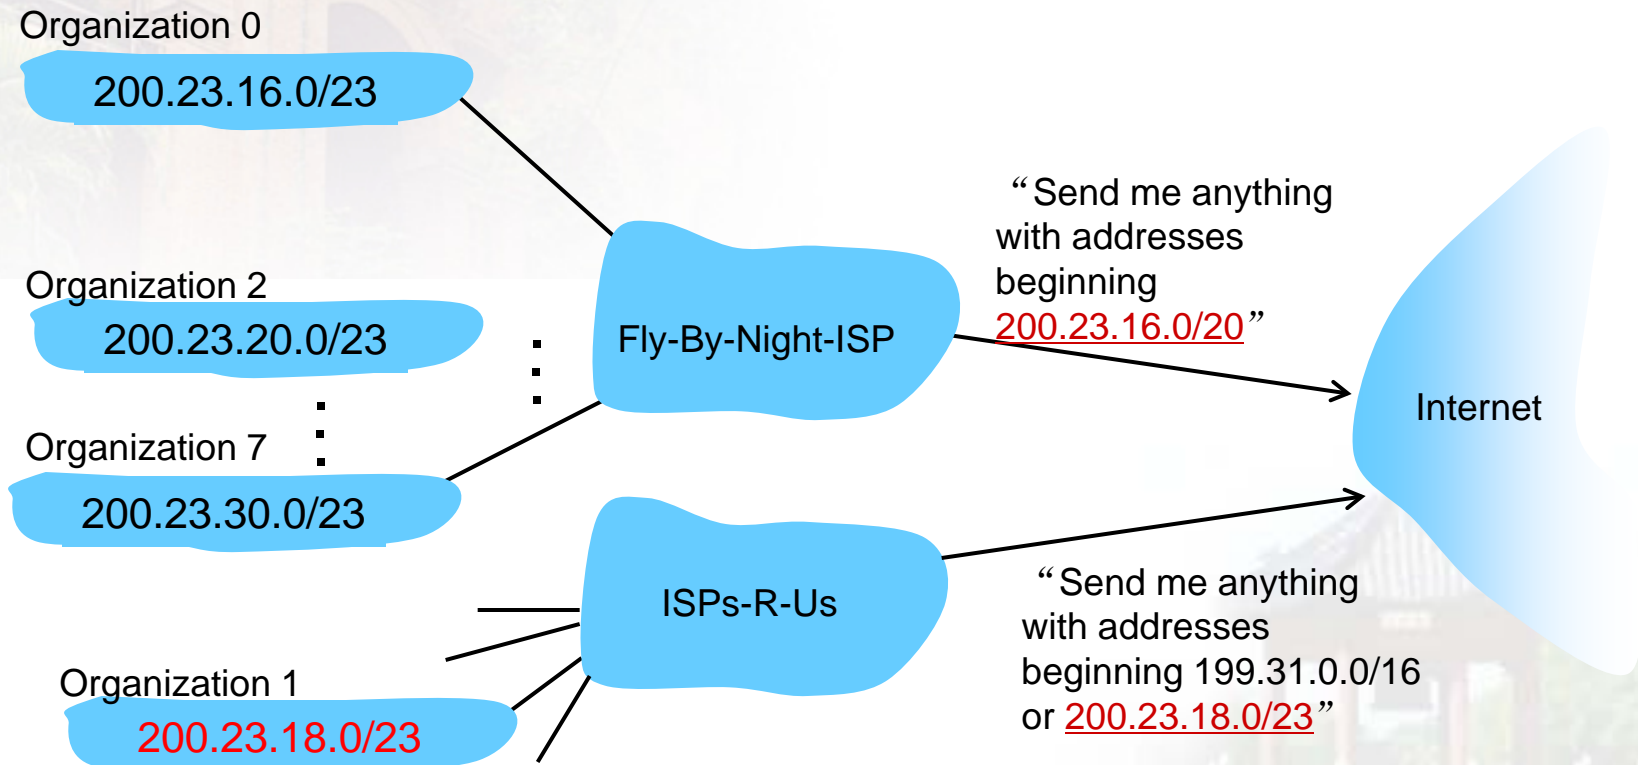 Organization 0
200.23.16.0/23
Organization 2
200.23.20.0/23
Organization 7
200.23.30.0/23
Fly-By-Night-ISP
“Send me anything
with addresses
beginning
200.23.16.0/20”
Internet
ISPs-R-Us
Organization 1
200.23.18.0/23
“Send me anything
with addresses
beginning 199.31.0.0/16
or 200.23.18.0/23”